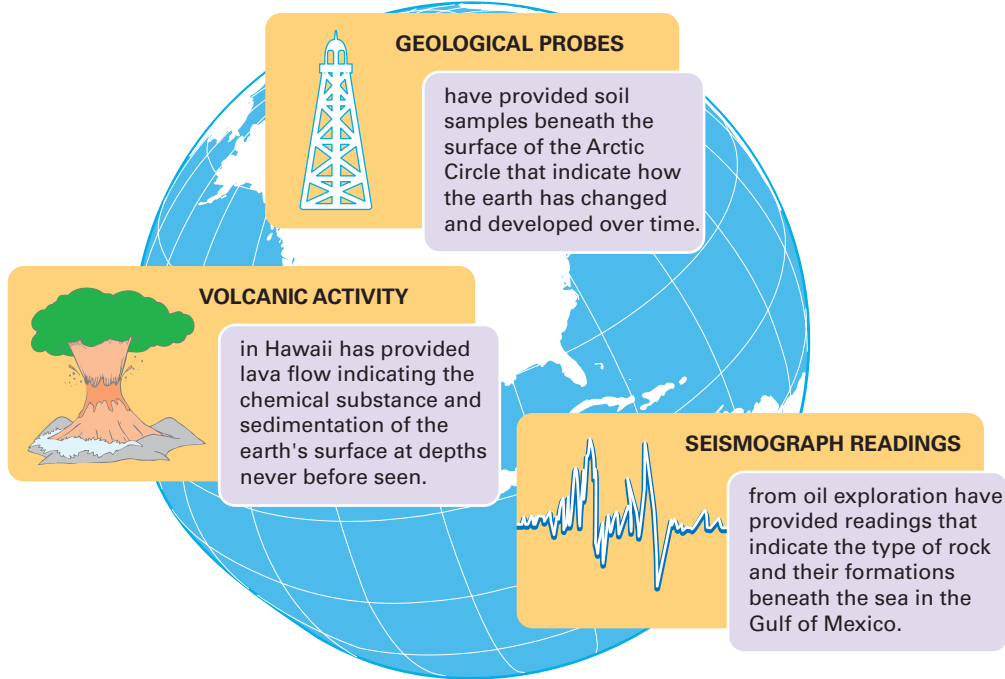 GEOLOGICAL PROBES
have provided soil
samples beneath the
surface of the Arctic
Circle that indicate how
the earth has changed
and developed over time.
VOLCANIC ACTIVITY
in Hawaii has provided
lava flow indicating the
chemical substance and
sedimentation of the
earth's surface at depths
never before seen.
SEISMOGRAPH READINGS
from oil exploration have
provided readings that
indicate the type of rock
and their formations
beneath the sea in the
Gulf of Mexico.